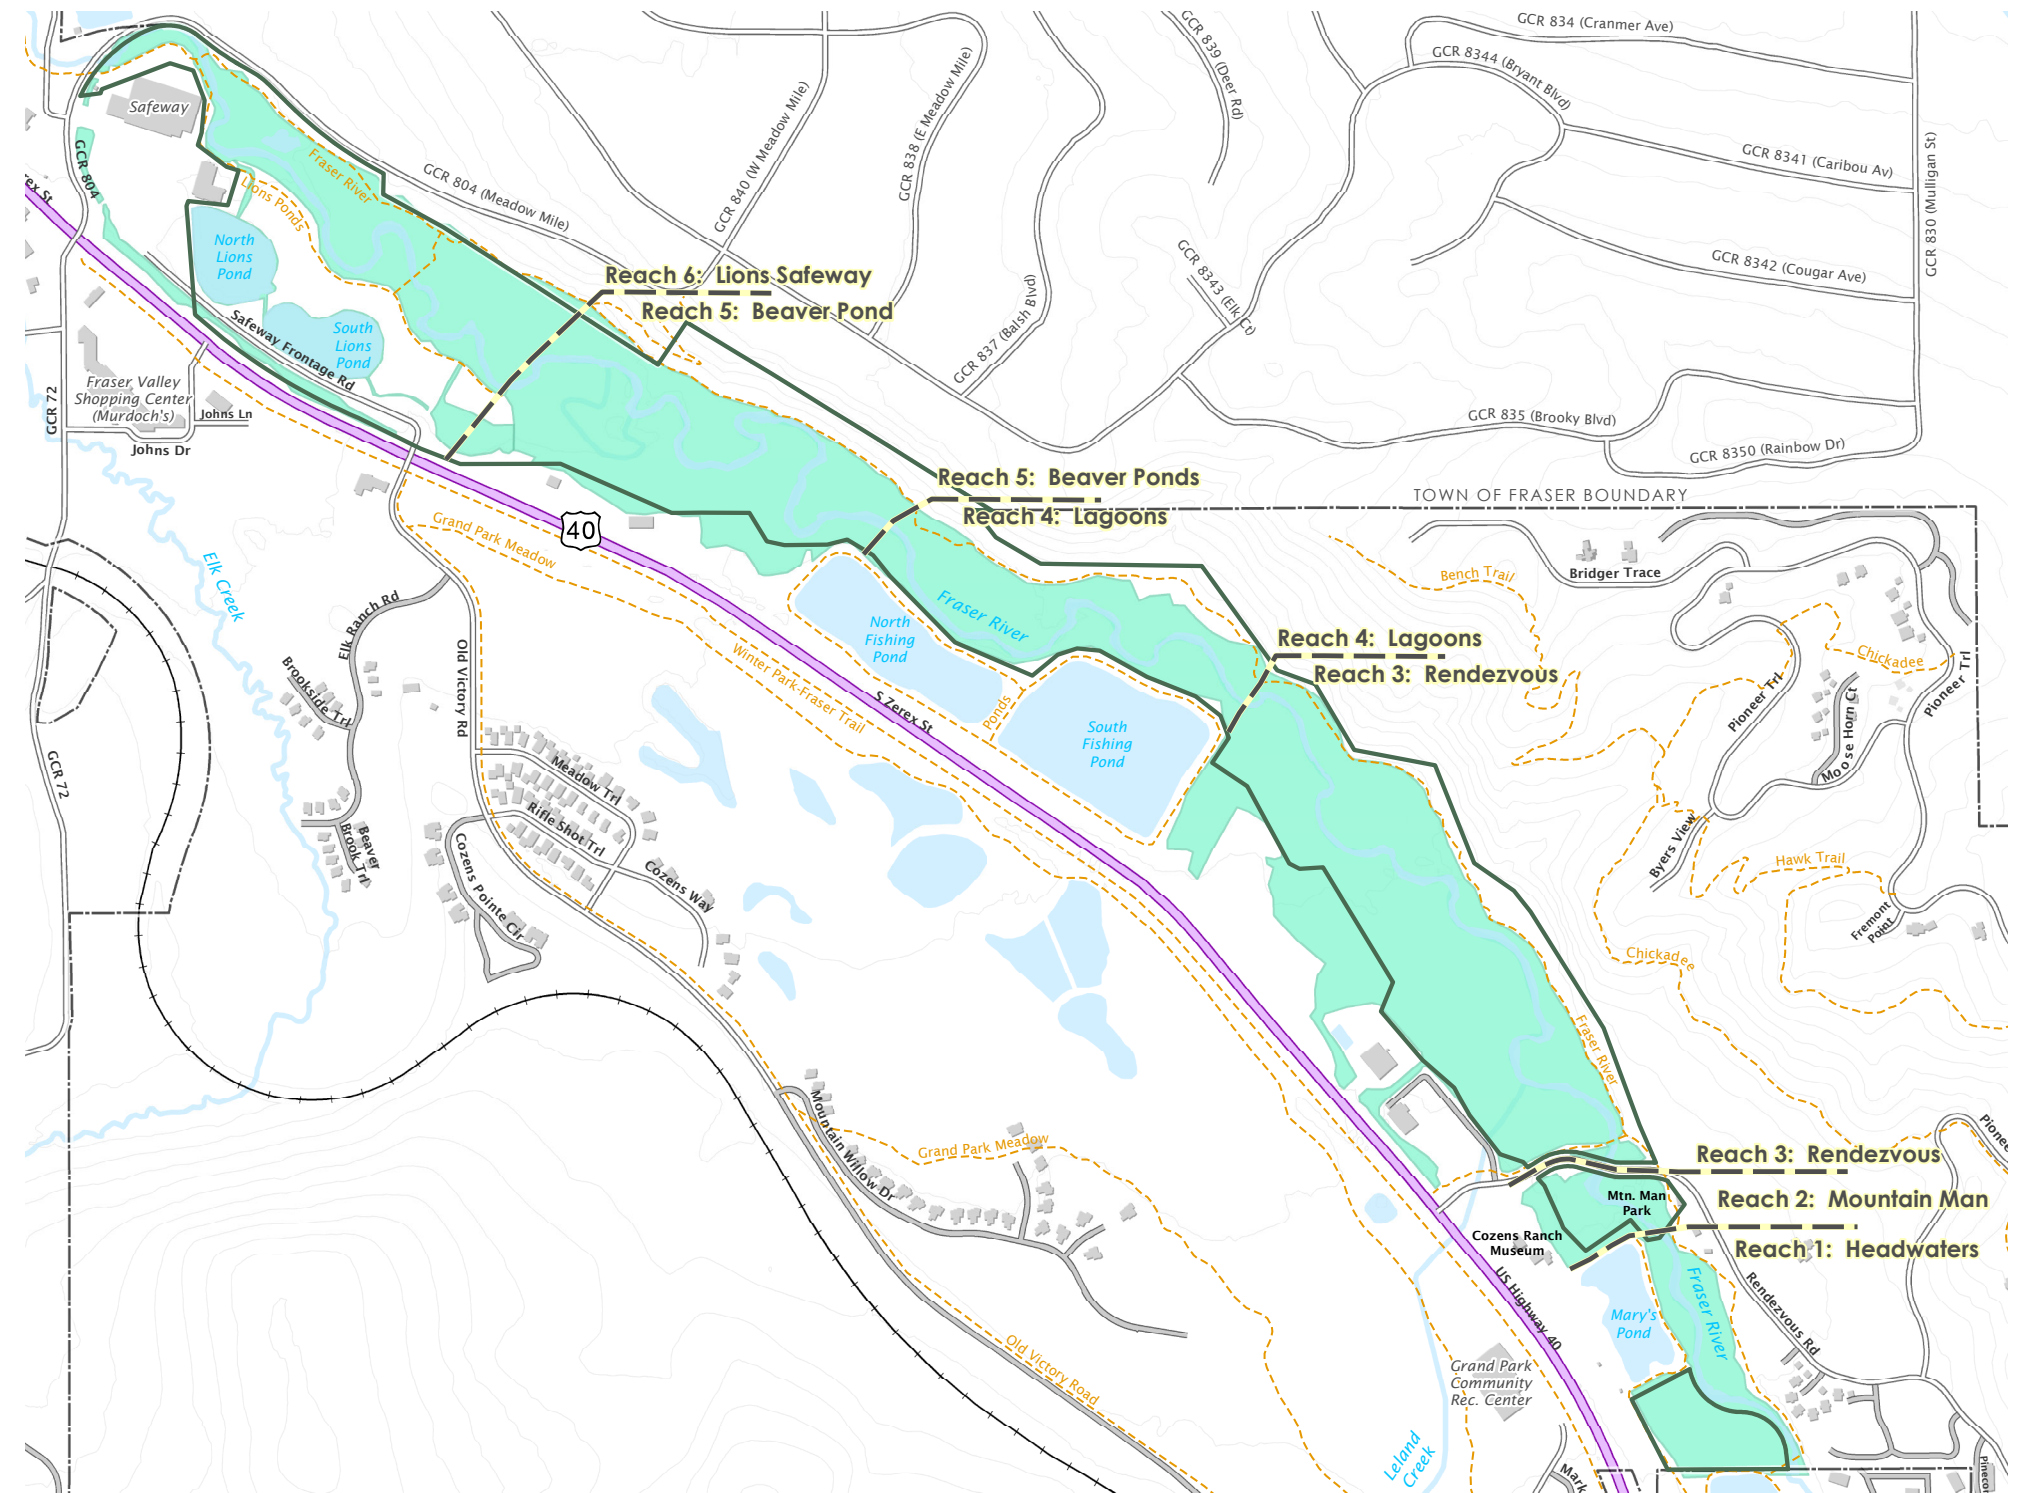 GCR 834 (Cranmer Ave)
GCR 839 (Deer Rd)
GCR 8344 (Bryant Blvd)
Safeway
GCR 840 (W Meadow Mile)
GCR 838 (E Meadow Mile)
GCR 8341 (Caribou Av)
GCR 830 (Mulligan St)
GCR 804
Fraser River
GCR 804 (Meadow Mile)
Lions Ponds
North
Lions
Pond
GCR 8343 (Elk Ct)
GCR 8342 (Cougar Ave)
Reach 6: Lions Safeway
Reach 5: Beaver Pond
GCR 837 (Balsh Blvd)
Safeway Frontage Rd
South
Lions
Pond
Fraser Valley
Shopping Center
(Murdoch's)
GCR 72
Johns Ln
Johns Dr
GCR 835 (Brooky Blvd)
GCR 8350 (Rainbow Dr)
Reach 5: Beaver Ponds
Reach 4: Lagoons
TOWN OF FRASER BOUNDARY
40
Grand Park Meadow
Elk Creek
Bench Trail
Bridger Trace
Elk Ranch Rd
Old Victory Rd
Fraser River
North
Fishing
Pond
Reach 4: Lagoons
Reach 3: Rendezvous
Chickadee
Pioneer Trl
Pioneer Trl
Moose Horn Ct
Brookside Trl
Winter Park-Fraser Trail
S Zerex St
Ponds
South
Fishing
Pond
GCR 72
Meadow Trl
Rifle Shot Trl
Beaver
Brook Trl
Cozens Pointe Cir
Cozens Way
Byers View
Hawk Trail
Fremont
Point
Chickadee
Fraser River
Mountain Willow Dr
Grand Park Meadow
Reach 3: Rendezvous
Mtn. Man
Park
Reach 2: Mountain Man
Cozens Ranch
Museum
Reach 1: Headwaters
US Highway 40
Mary's
Pond
Fraser River
Rendezvous Rd
Old Victory Road
Grand Park
Community
Rec. Center
Leland
Creek